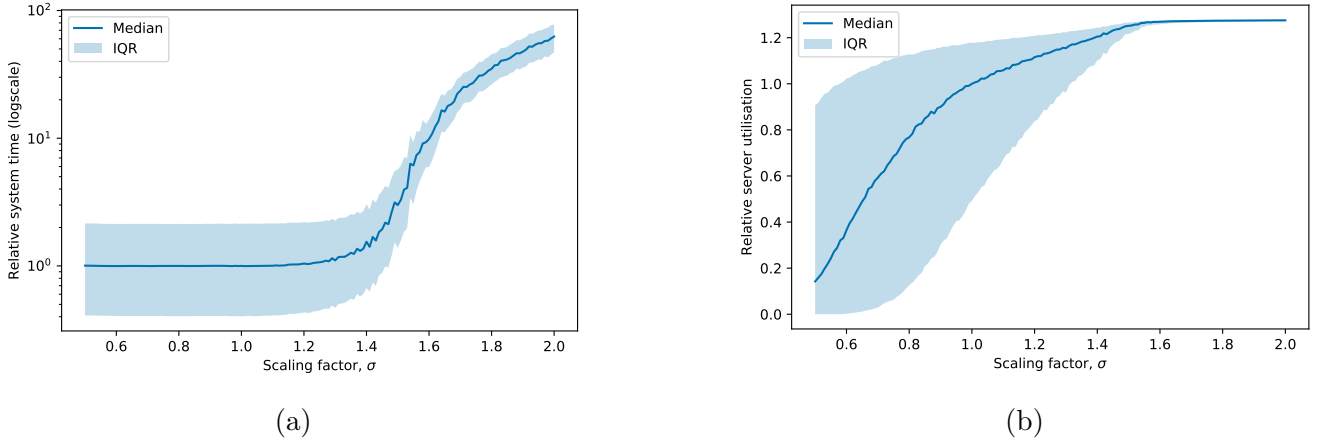 10²
10¹
10⁰
Relative system time (logscale)
Median
IQR
0.6 0.8 1.0 1.2 1.4 1.6 1.8 2.0
Scaling factor, σ
(a)
1.2
1.0
0.8
0.6
0.4
0.2
0.0
Relative server utilisation
Median
IQR
0.6 0.8 1.0 1.2 1.4 1.6 1.8 2.0
Scaling factor, σ
(b)